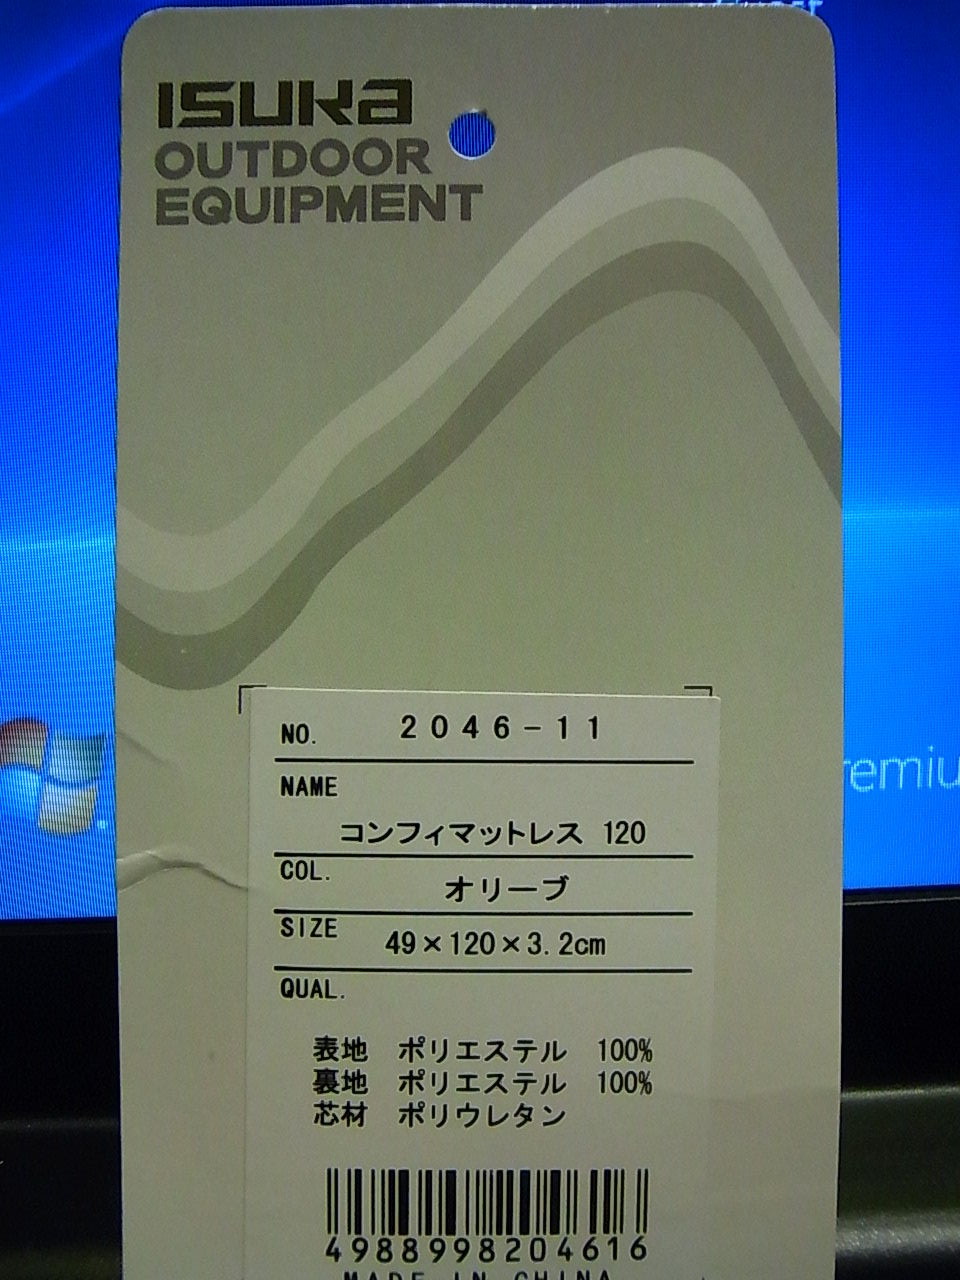 ISUKA
OUTDOOR
EQUIPMENT
NO. 2046-11
NAME
コンフィマットレス 120
COL. オリーブ
SIZE 49×120×3.2cm
QUAL.
表地 ポリエステル 100%
裏地 ポリエステル 100%
芯材 ポリウレタン
4988998204616
MADE IN CHINA